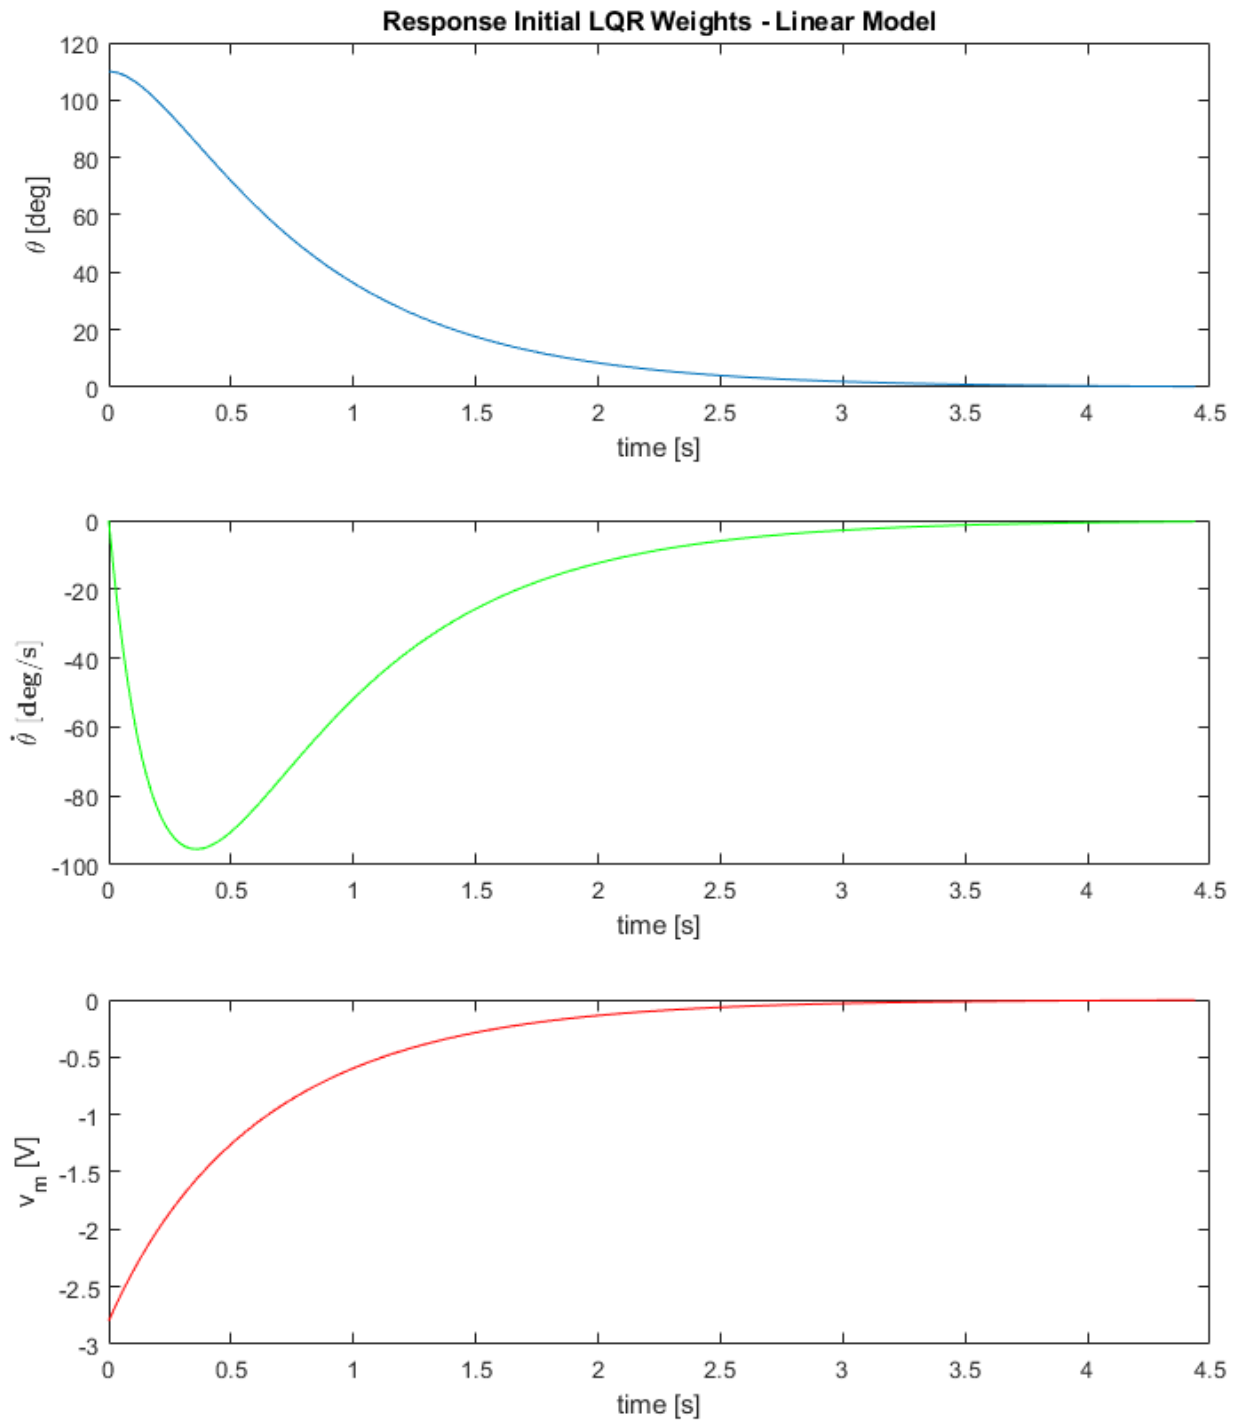 Response Initial LQR Weights - Linear Model
120
100
80
60
40
20
0
θ [deg]
0 0.5 1 1.5 2 2.5 3 3.5 4 4.5
time [s]
0
-20
-40
-60
-80
-100
θ̇ [deg/s]
0 0.5 1 1.5 2 2.5 3 3.5 4 4.5
time [s]
0
-0.5
-1
-1.5
-2
-2.5
-3
v_m [V]
0 0.5 1 1.5 2 2.5 3 3.5 4 4.5
time [s]